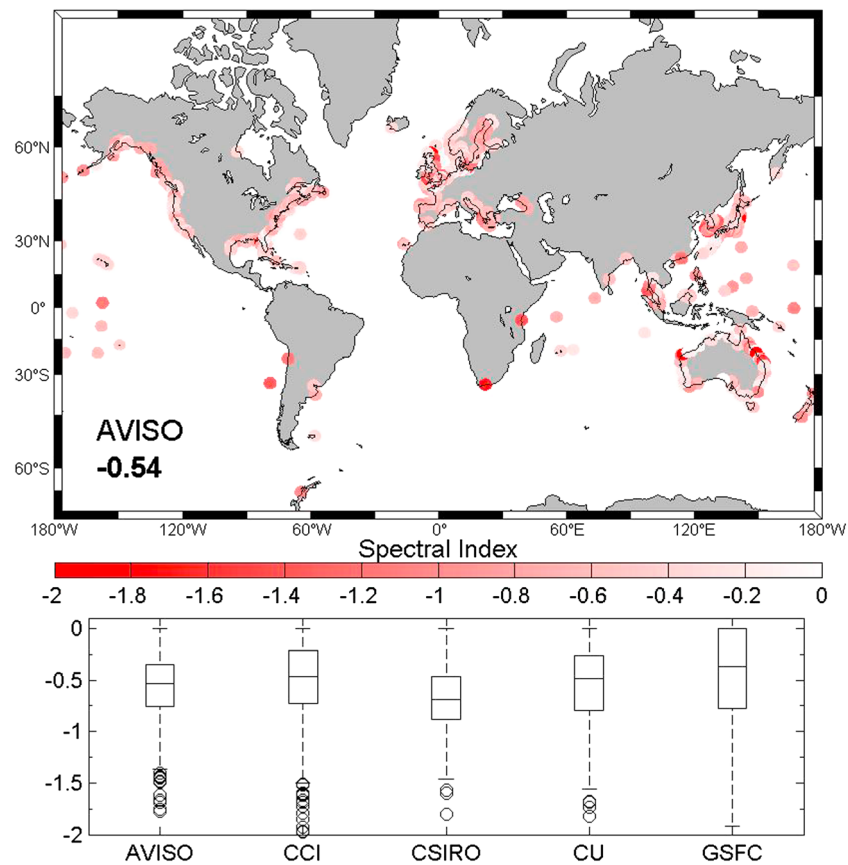 60°N
30°N
0°
30°S
60°S
AVISO
-0.54
180°W 120°W 60°W 0° 60°E 120°E 180°W
Spectral Index
-2 -1.8 -1.6 -1.4 -1.2 -1 -0.8 -0.6 -0.4 -0.2 0
0
-0.5
-1
-1.5
-2
AVISO CCI CSIRO CU GSFC